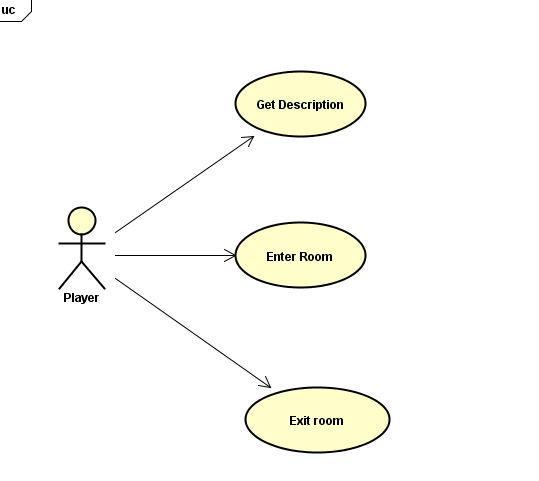 uc
Get Description
Enter Room
Player
Exit room